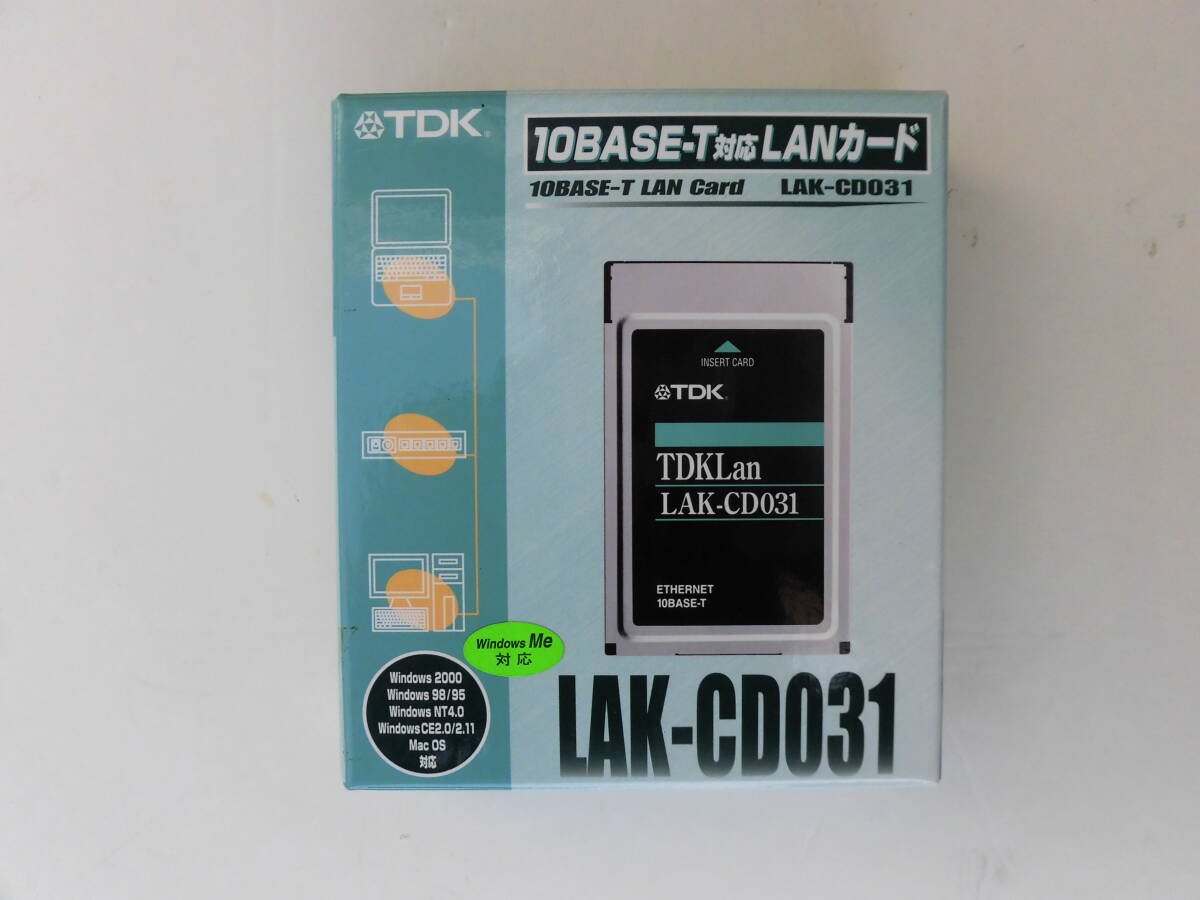 TDK
10BASE-T対応LANカード
10BASE-T LAN Card LAK-CD031
INSERT CARD
TDK
TDKLan
LAK-CD031
ETHERNET
10BASE-T
Windows Me
対応
Windows 2000
Windows 98/95
Windows NT4.0
Windows CE2.0/2.11
Mac OS
対応
LAK-CD031